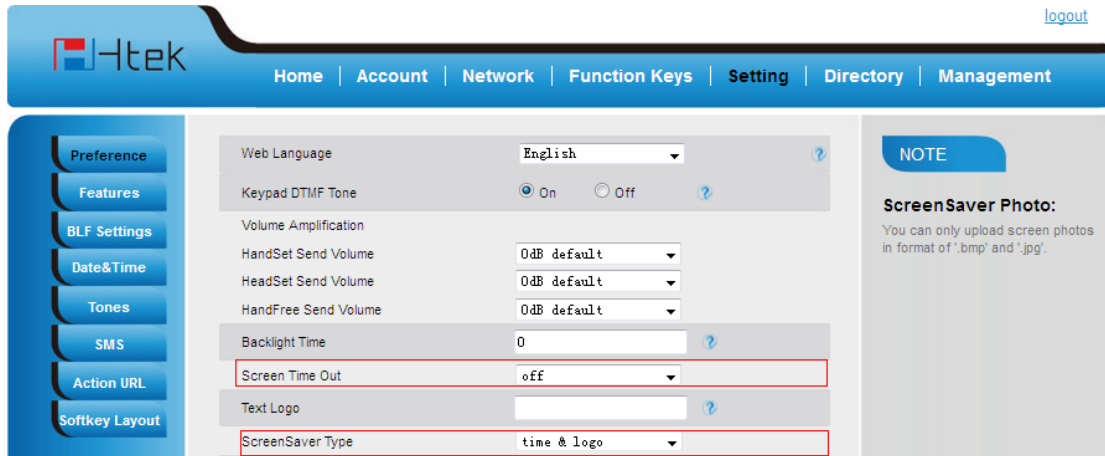 logout
Htek
Home | Account | Network | Function Keys | Setting | Directory | Management
Preference
Features
BLF Settings
Date&Time
Tones
SMS
Action URL
Softkey Layout
Web Language English
Keypad DTMF Tone On Off
Volume Amplification
HandSet Send Volume 0dB default
HeadSet Send Volume 0dB default
HandFree Send Volume 0dB default
Backlight Time 0
Screen Time Out off
Text Logo
ScreenSaver Type time & logo
NOTE
ScreenSaver Photo:
You can only upload screen photos
in format of '.bmp' and '.jpg'.